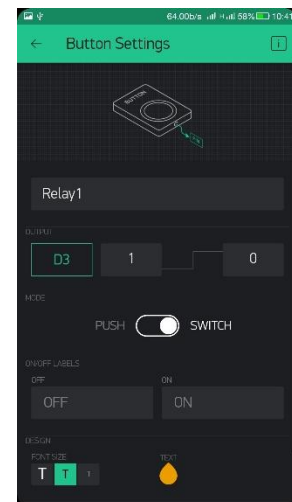 64.00b/s 58% 10:41
Button Settings
BUTTON
Relay1
OUTPUT
D3 1 0
MODE
PUSH SWITCH
ON/OFF LABELS
OFF ON
OFF ON
DESIGN
FONT SIZE TEXT
T T T